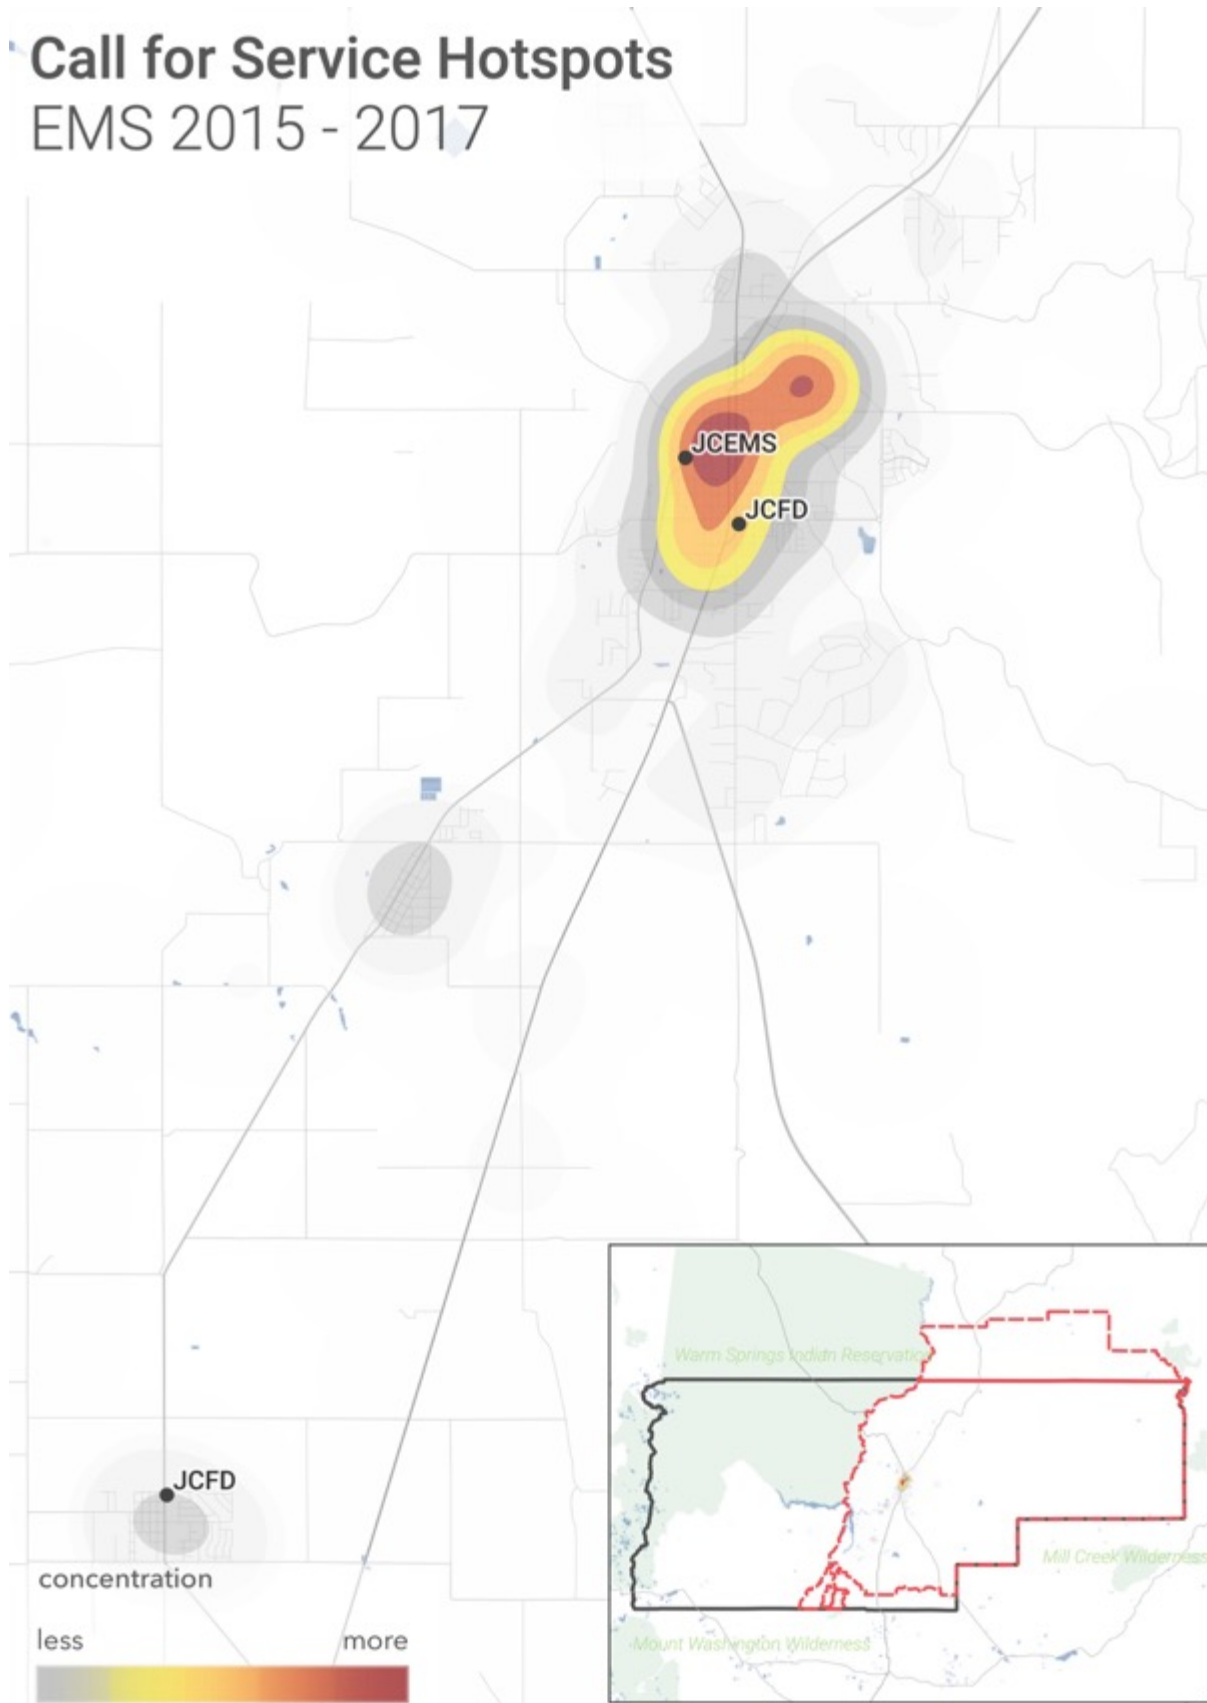 Call for Service Hotspots
EMS 2015 - 2017
JCEMS
JCFD
JCFD
concentration
less more
Warm Springs Indian Reservation
Mill Creek Wilderness
Mount Washington Wilderness